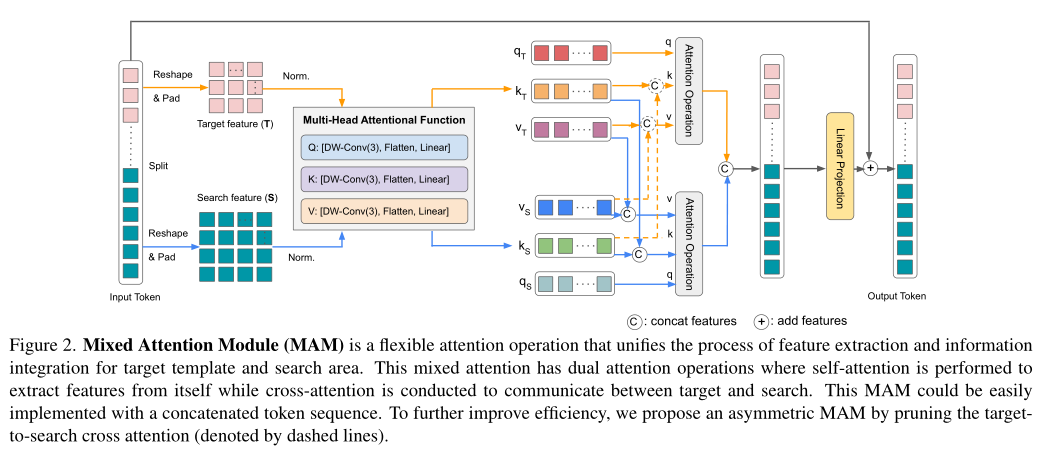 Reshape
& Pad
Norm.
Target feature (T)
Split
Search feature (S)
Reshape
& Pad
Norm.
Input Token
Multi-Head Attentional Function
Q: [DW-Conv(3), Flatten, Linear]
K: [DW-Conv(3), Flatten, Linear]
V: [DW-Conv(3), Flatten, Linear]
q_T
k_T
v_T
v_S
k_S
q_S
C
C
C
C
q
k
v
Attention Operation
v
k
q
Attention Operation
C
Linear Projection
+
Output Token
C : concat features + : add features
Figure 2. Mixed Attention Module (MAM) is a flexible attention operation that unifies the process of feature extraction and information
integration for target template and search area. This mixed attention has dual attention operations where self-attention is performed to
extract features from itself while cross-attention is conducted to communicate between target and search. This MAM could be easily
implemented with a concatenated token sequence. To further improve efficiency, we propose an asymmetric MAM by pruning the target-
to-search cross attention (denoted by dashed lines).